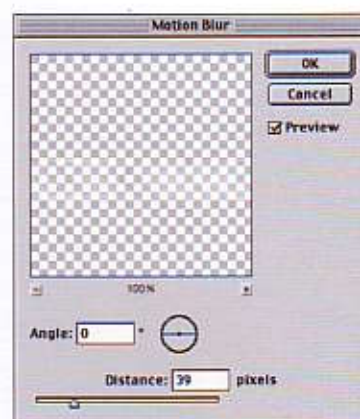 Motion Blur
OK
Cancel
Preview
100%
Angle: 0 °
Distance: 39 pixels